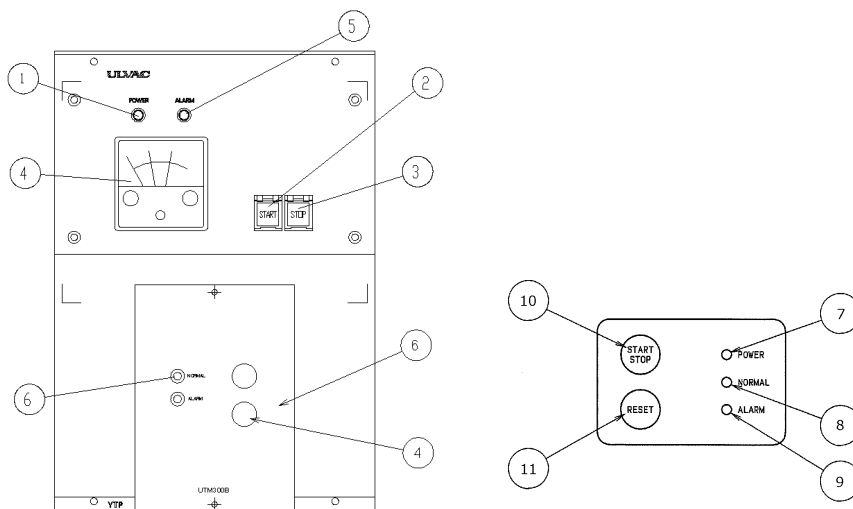 5
1
ULVAC
2
POWER ALARM
3
4
START STOP
10
7
6
START
STOP
POWER
NORMAL
NORMAL
6
ALARM
RESET
ALARM
8
4
11
9
UTM300B
YTP